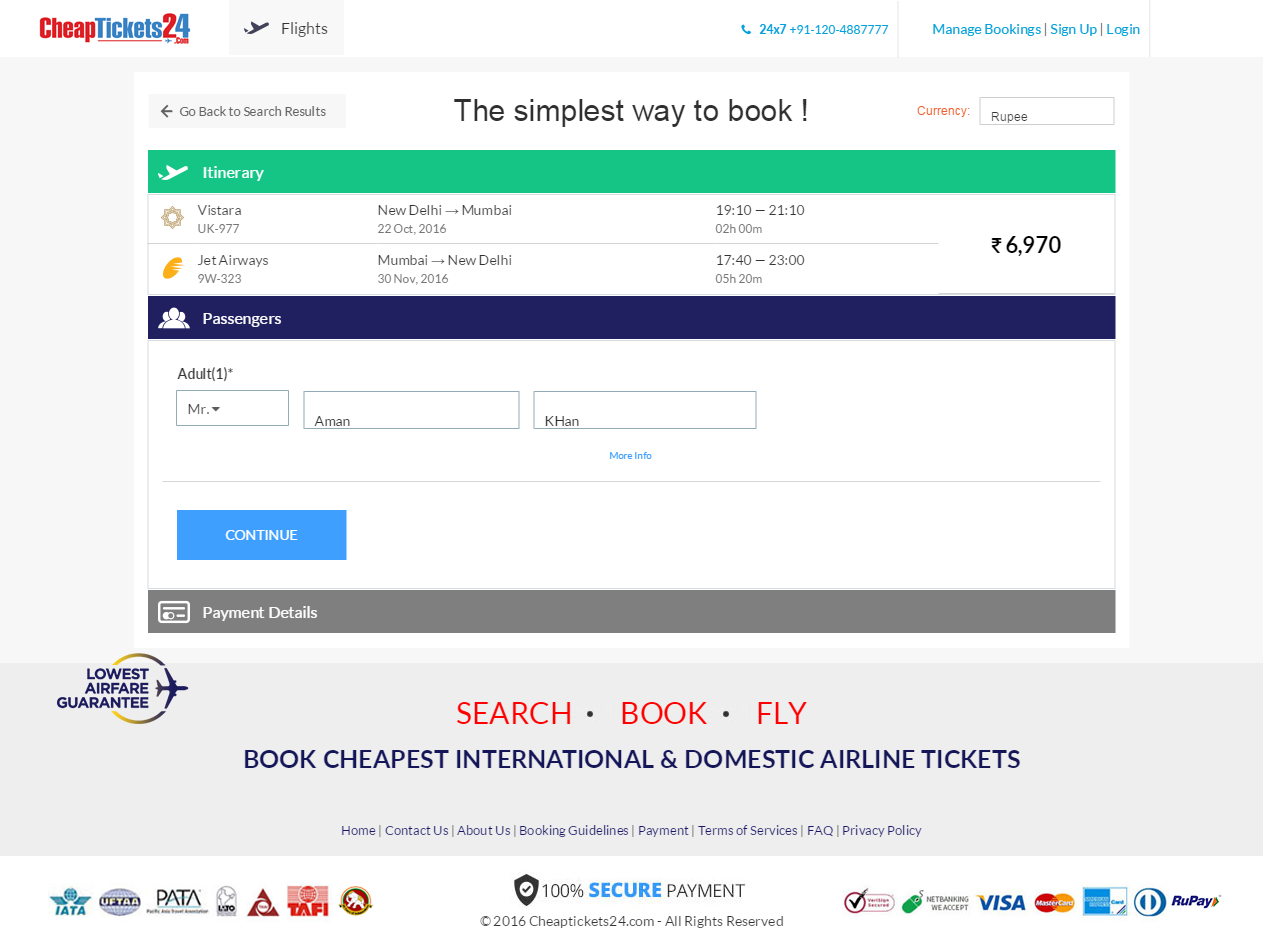 CheapTickets24
.Com
Flights
24x7 +91-120-4887777
Manage Bookings | Sign Up | Login
Go Back to Search Results
The simplest way to book !
Currency:
Rupee
Itinerary
Vistara
New Delhi → Mumbai
19:10 — 21:10
UK-977
22 Oct, 2016
02h 00m
₹ 6,970
Jet Airways
Mumbai → New Delhi
17:40 — 23:00
9W-323
30 Nov, 2016
05h 20m
Passengers
Adult(1)*
Mr.
Aman
KHan
More Info
CONTINUE
Payment Details
LOWEST
AIRFARE
GUARANTEE
SEARCH • BOOK • FLY
BOOK CHEAPEST INTERNATIONAL & DOMESTIC AIRLINE TICKETS
Home | Contact Us | About Us | Booking Guidelines | Payment | Terms of Services | FAQ | Privacy Policy
IATA
UFTAA
PATA
Pacific Asia Travel Association
TAFI
100% SECURE PAYMENT
© 2016 Cheaptickets24.com - All Rights Reserved
VeriSign
Secured
NETBANKING
WE ACCEPT
VISA
MasterCard
RuPay